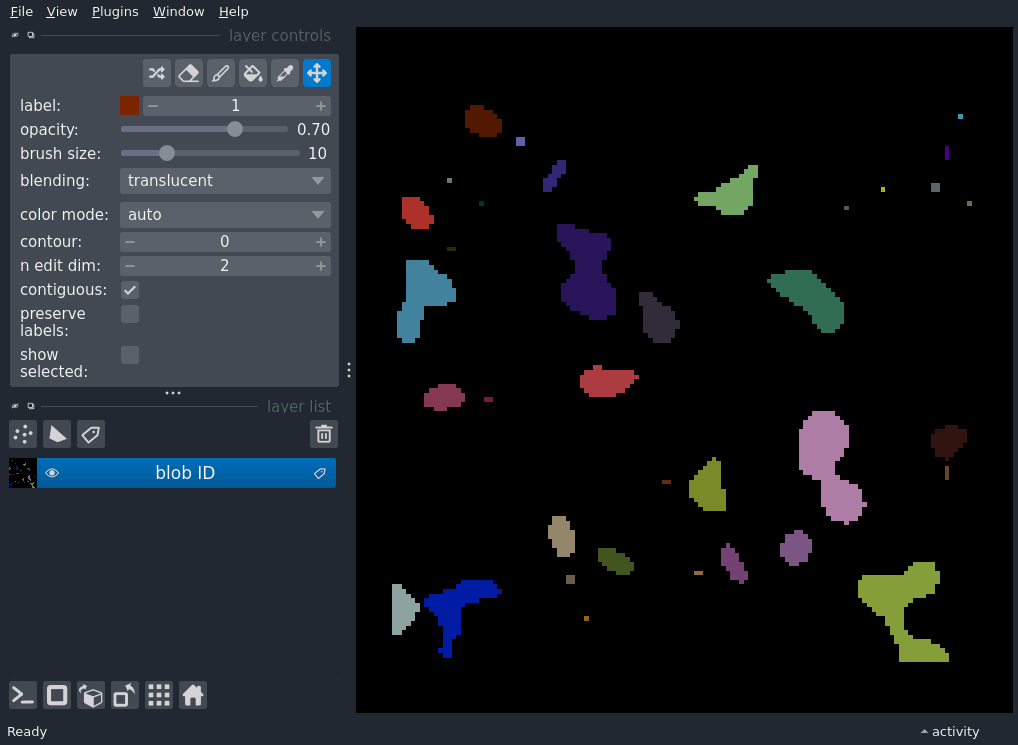 File View Plugins Window Help
layer controls
label: 1
opacity: 0.70
brush size: 10
blending: translucent
color mode: auto
contour: 0
n edit dim: 2
contiguous:
preserve
labels:
show
selected:
layer list
blob ID
Ready
activity